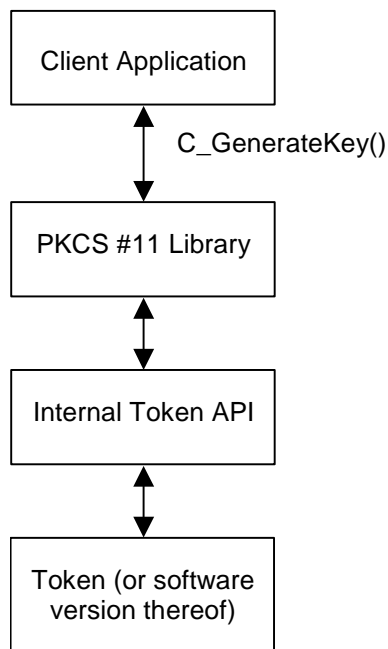 Client Application
C_GenerateKey()
PKCS #11 Library
Internal Token API
Token (or software
version thereof)